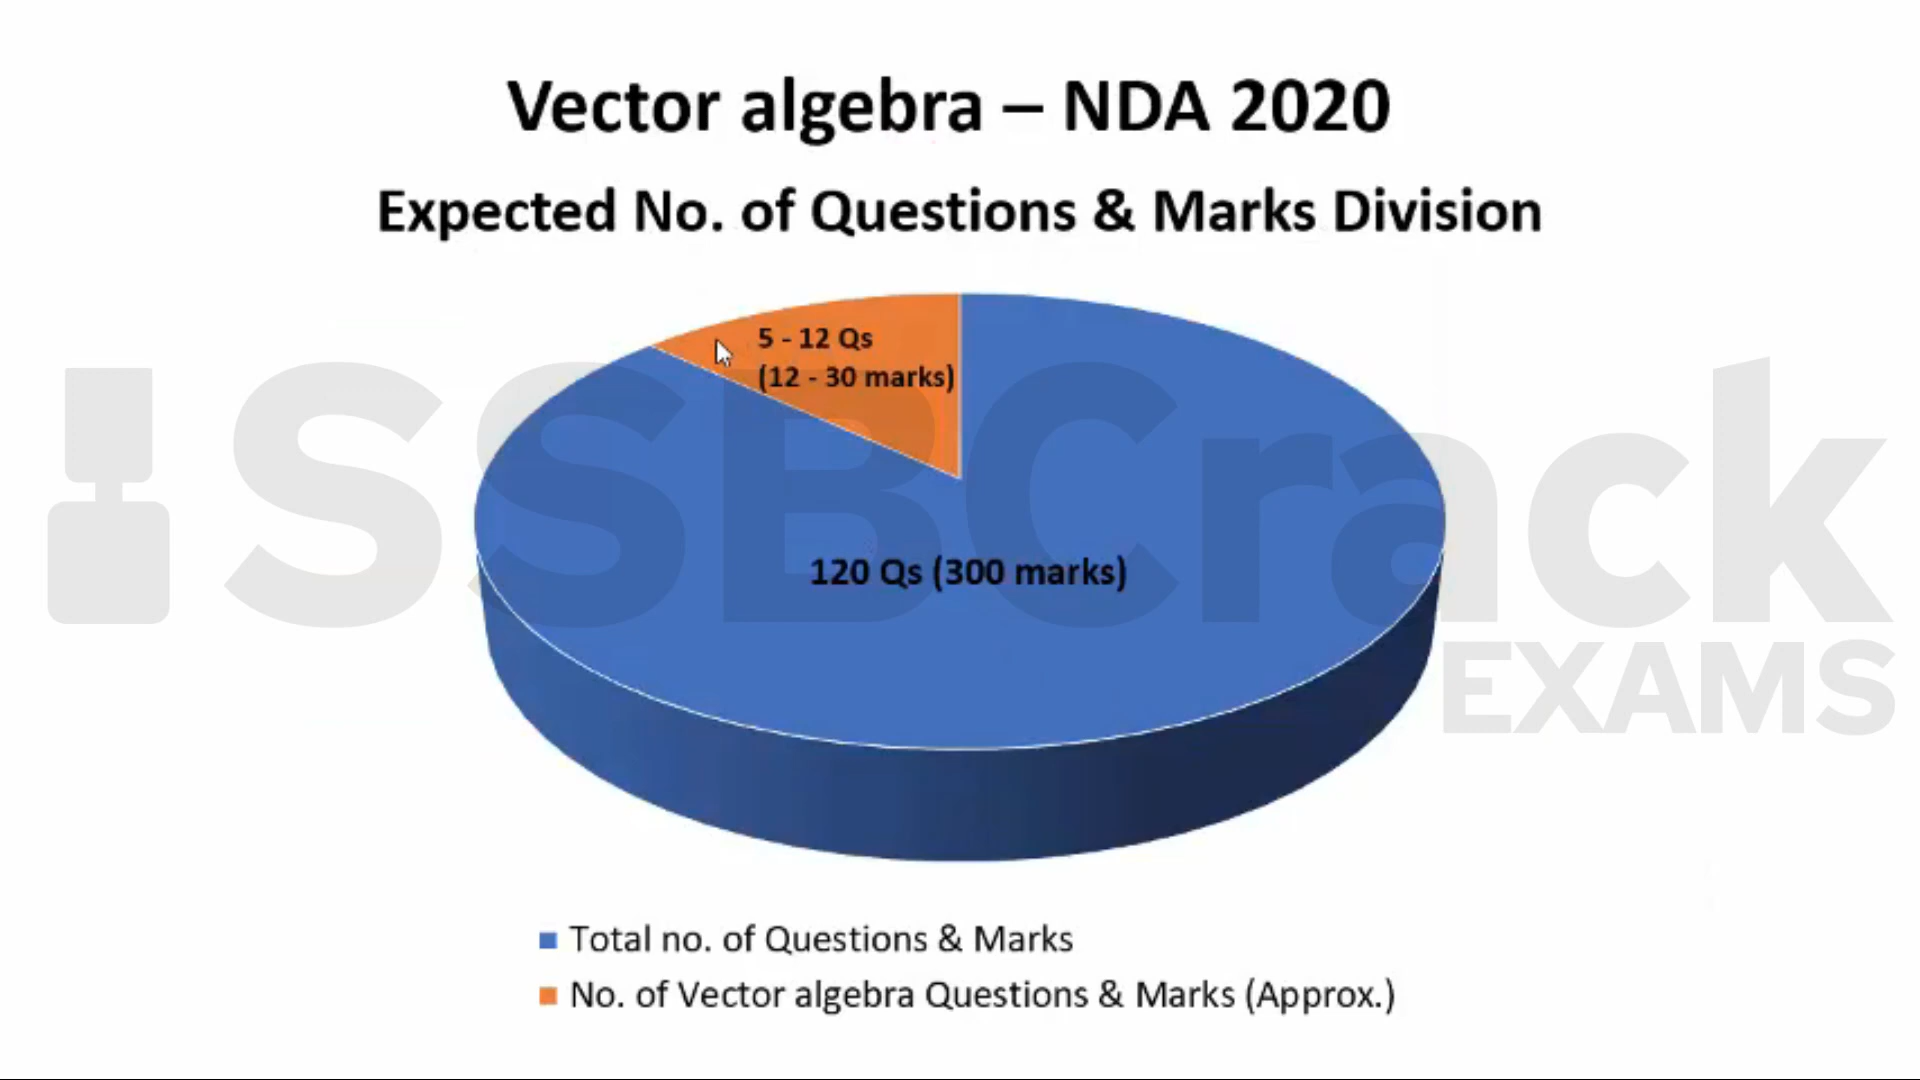 Vector algebra – NDA 2020
Expected No. of Questions & Marks Division
5 - 12 Qs
(12 - 30 marks)
SSBCrack
EXAMS
120 Qs (300 marks)
Total no. of Questions & Marks
No. of Vector algebra Questions & Marks (Approx.)